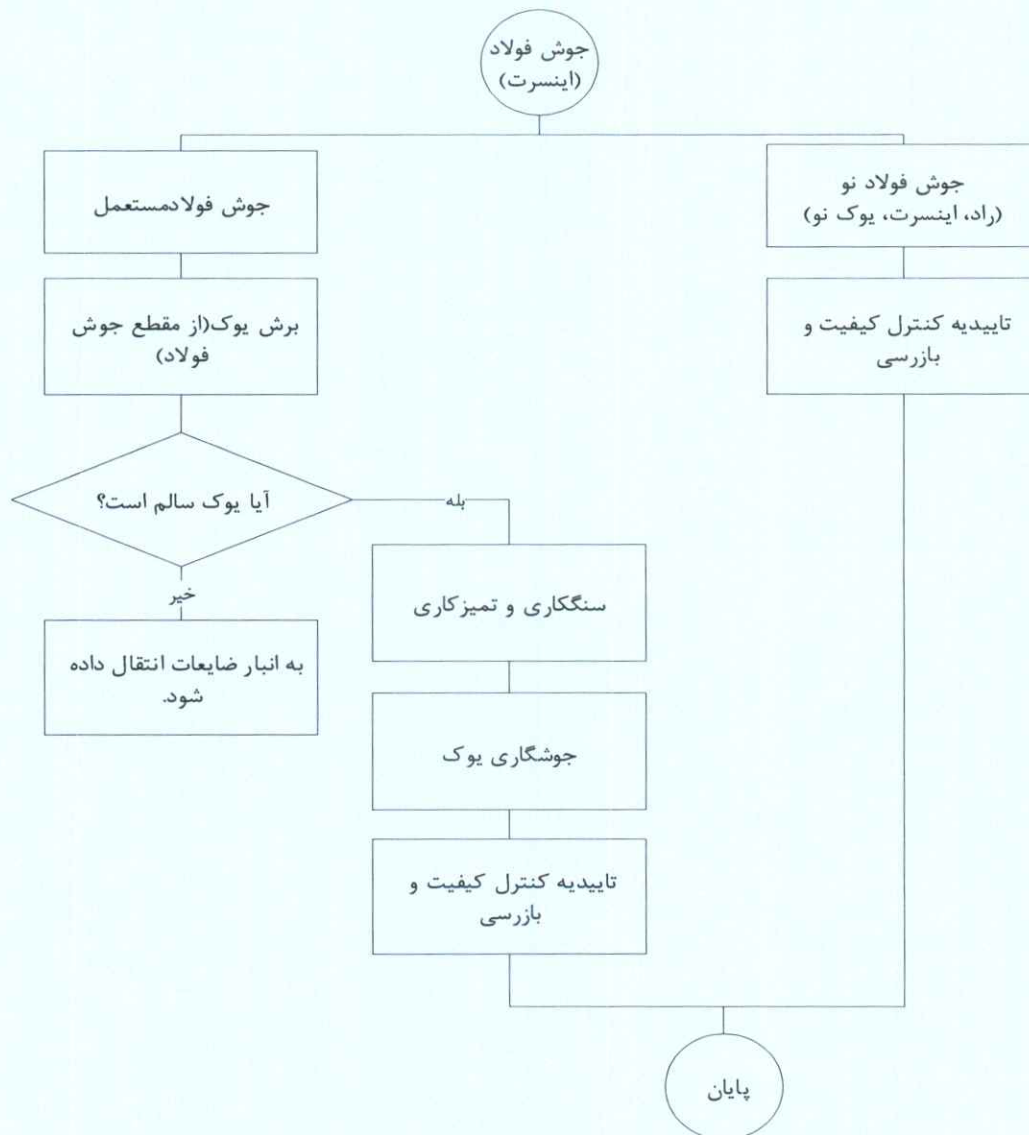 جوش فولاد
(اینسرت)
جوش فولاد نو
(راد، اینسرت، یوک نو)
تاییدیه کنترل کیفیت و
بازرسی
جوش فولادمستعمل
برش یوک(از مقطع جوش
فولاد)
آیا یوک سالم است؟
بله
خیر
به انبار ضایعات انتقال داده
شود.
سنگکاری و تمیزکاری
جوشگاری یوک
تاییدیه کنترل کیفیت و
بازرسی
پایان